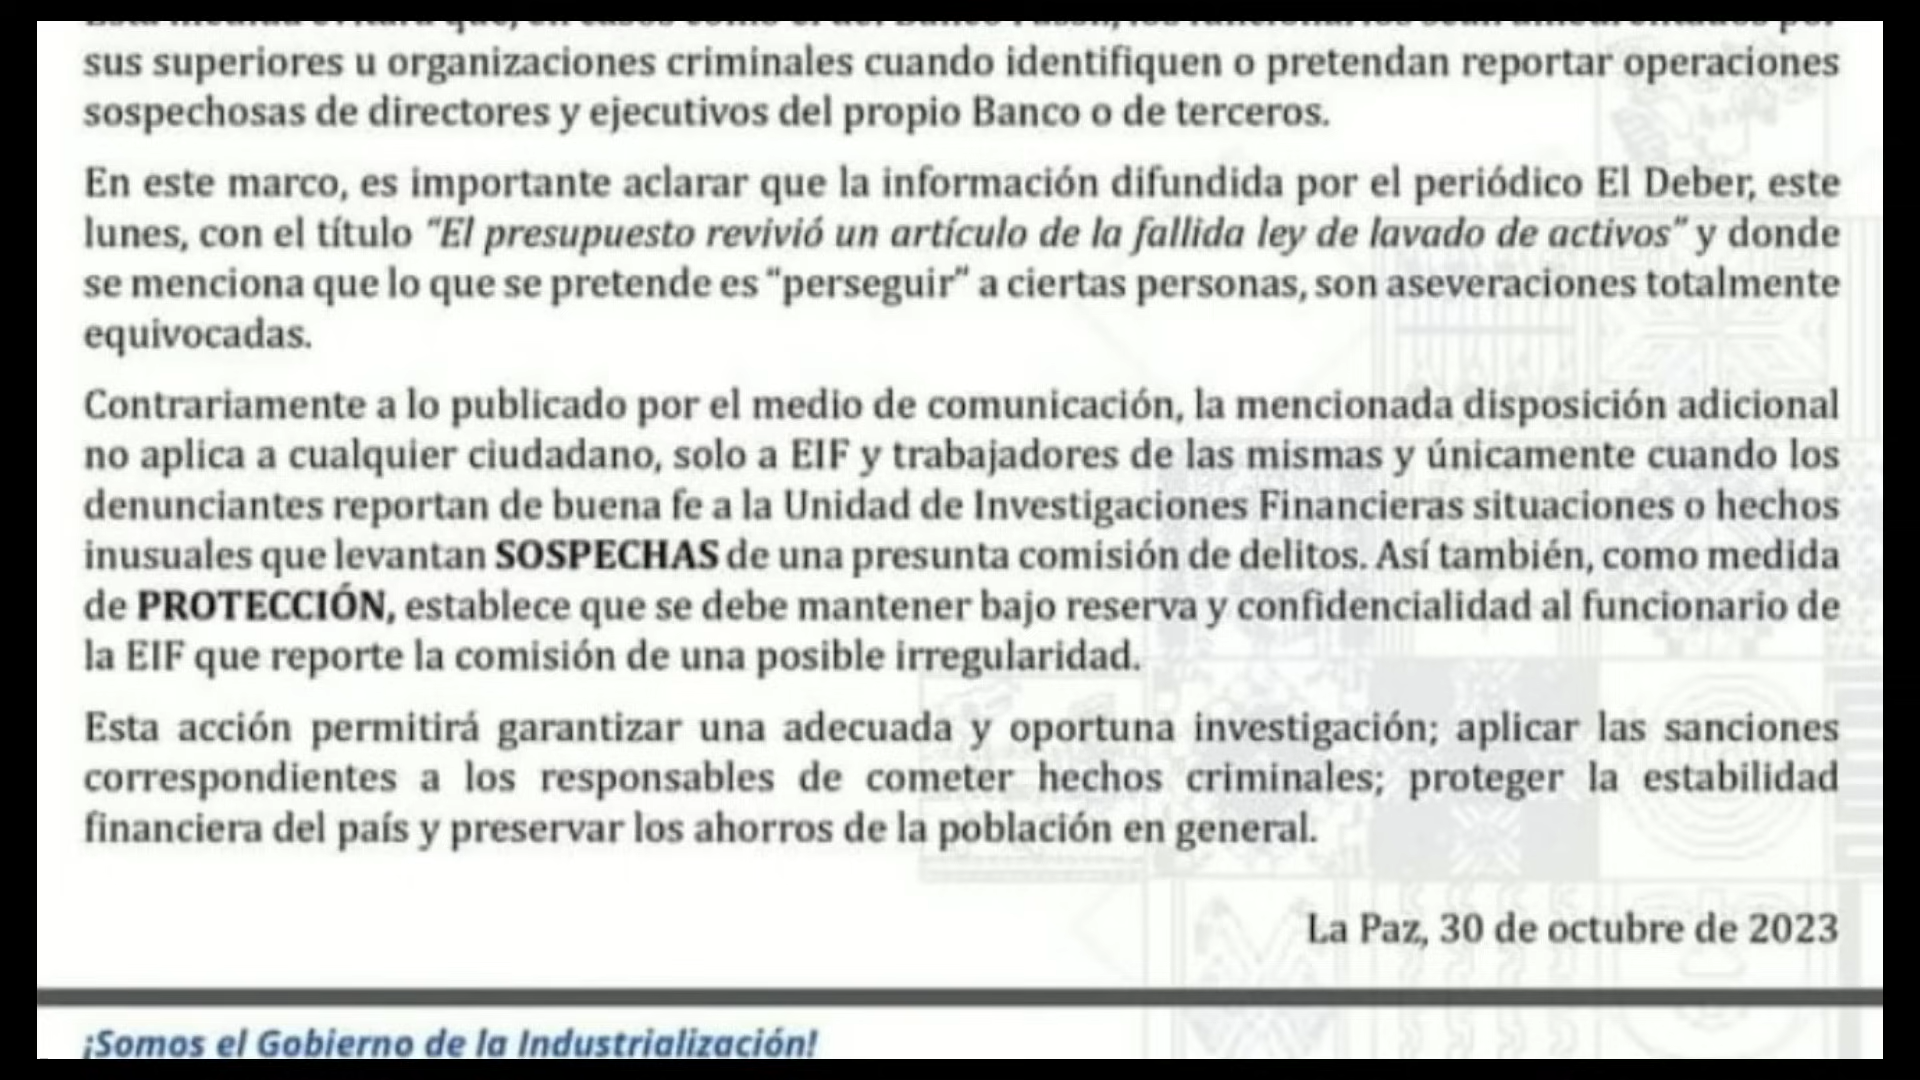 sus superiores u organizaciones criminales cuando identifiquen o pretendan reportar operaciones
sospechosas de directores y ejecutivos del propio Banco o de terceros.
En este marco, es importante aclarar que la información difundida por el periódico El Deber, este
lunes, con el título “El presupuesto revivió un artículo de la fallida ley de lavado de activos” y donde
se menciona que lo que se pretende es “perseguir” a ciertas personas, son aseveraciones totalmente
equivocadas.
Contrariamente a lo publicado por el medio de comunicación, la mencionada disposición adicional
no aplica a cualquier ciudadano, solo a EIF y trabajadores de las mismas y únicamente cuando los
denunciantes reportan de buena fe a la Unidad de Investigaciones Financieras situaciones o hechos
inusuales que levantan SOSPECHAS de una presunta comisión de delitos. Así también, como medida
de PROTECCIÓN, establece que se debe mantener bajo reserva y confidencialidad al funcionario de
la EIF que reporte la comisión de una posible irregularidad.
Esta acción permitirá garantizar una adecuada y oportuna investigación; aplicar las sanciones
correspondientes a los responsables de cometer hechos criminales; proteger la estabilidad
financiera del país y preservar los ahorros de la población en general.
La Paz, 30 de octubre de 2023
¡Somos el Gobierno de la Industrialización!